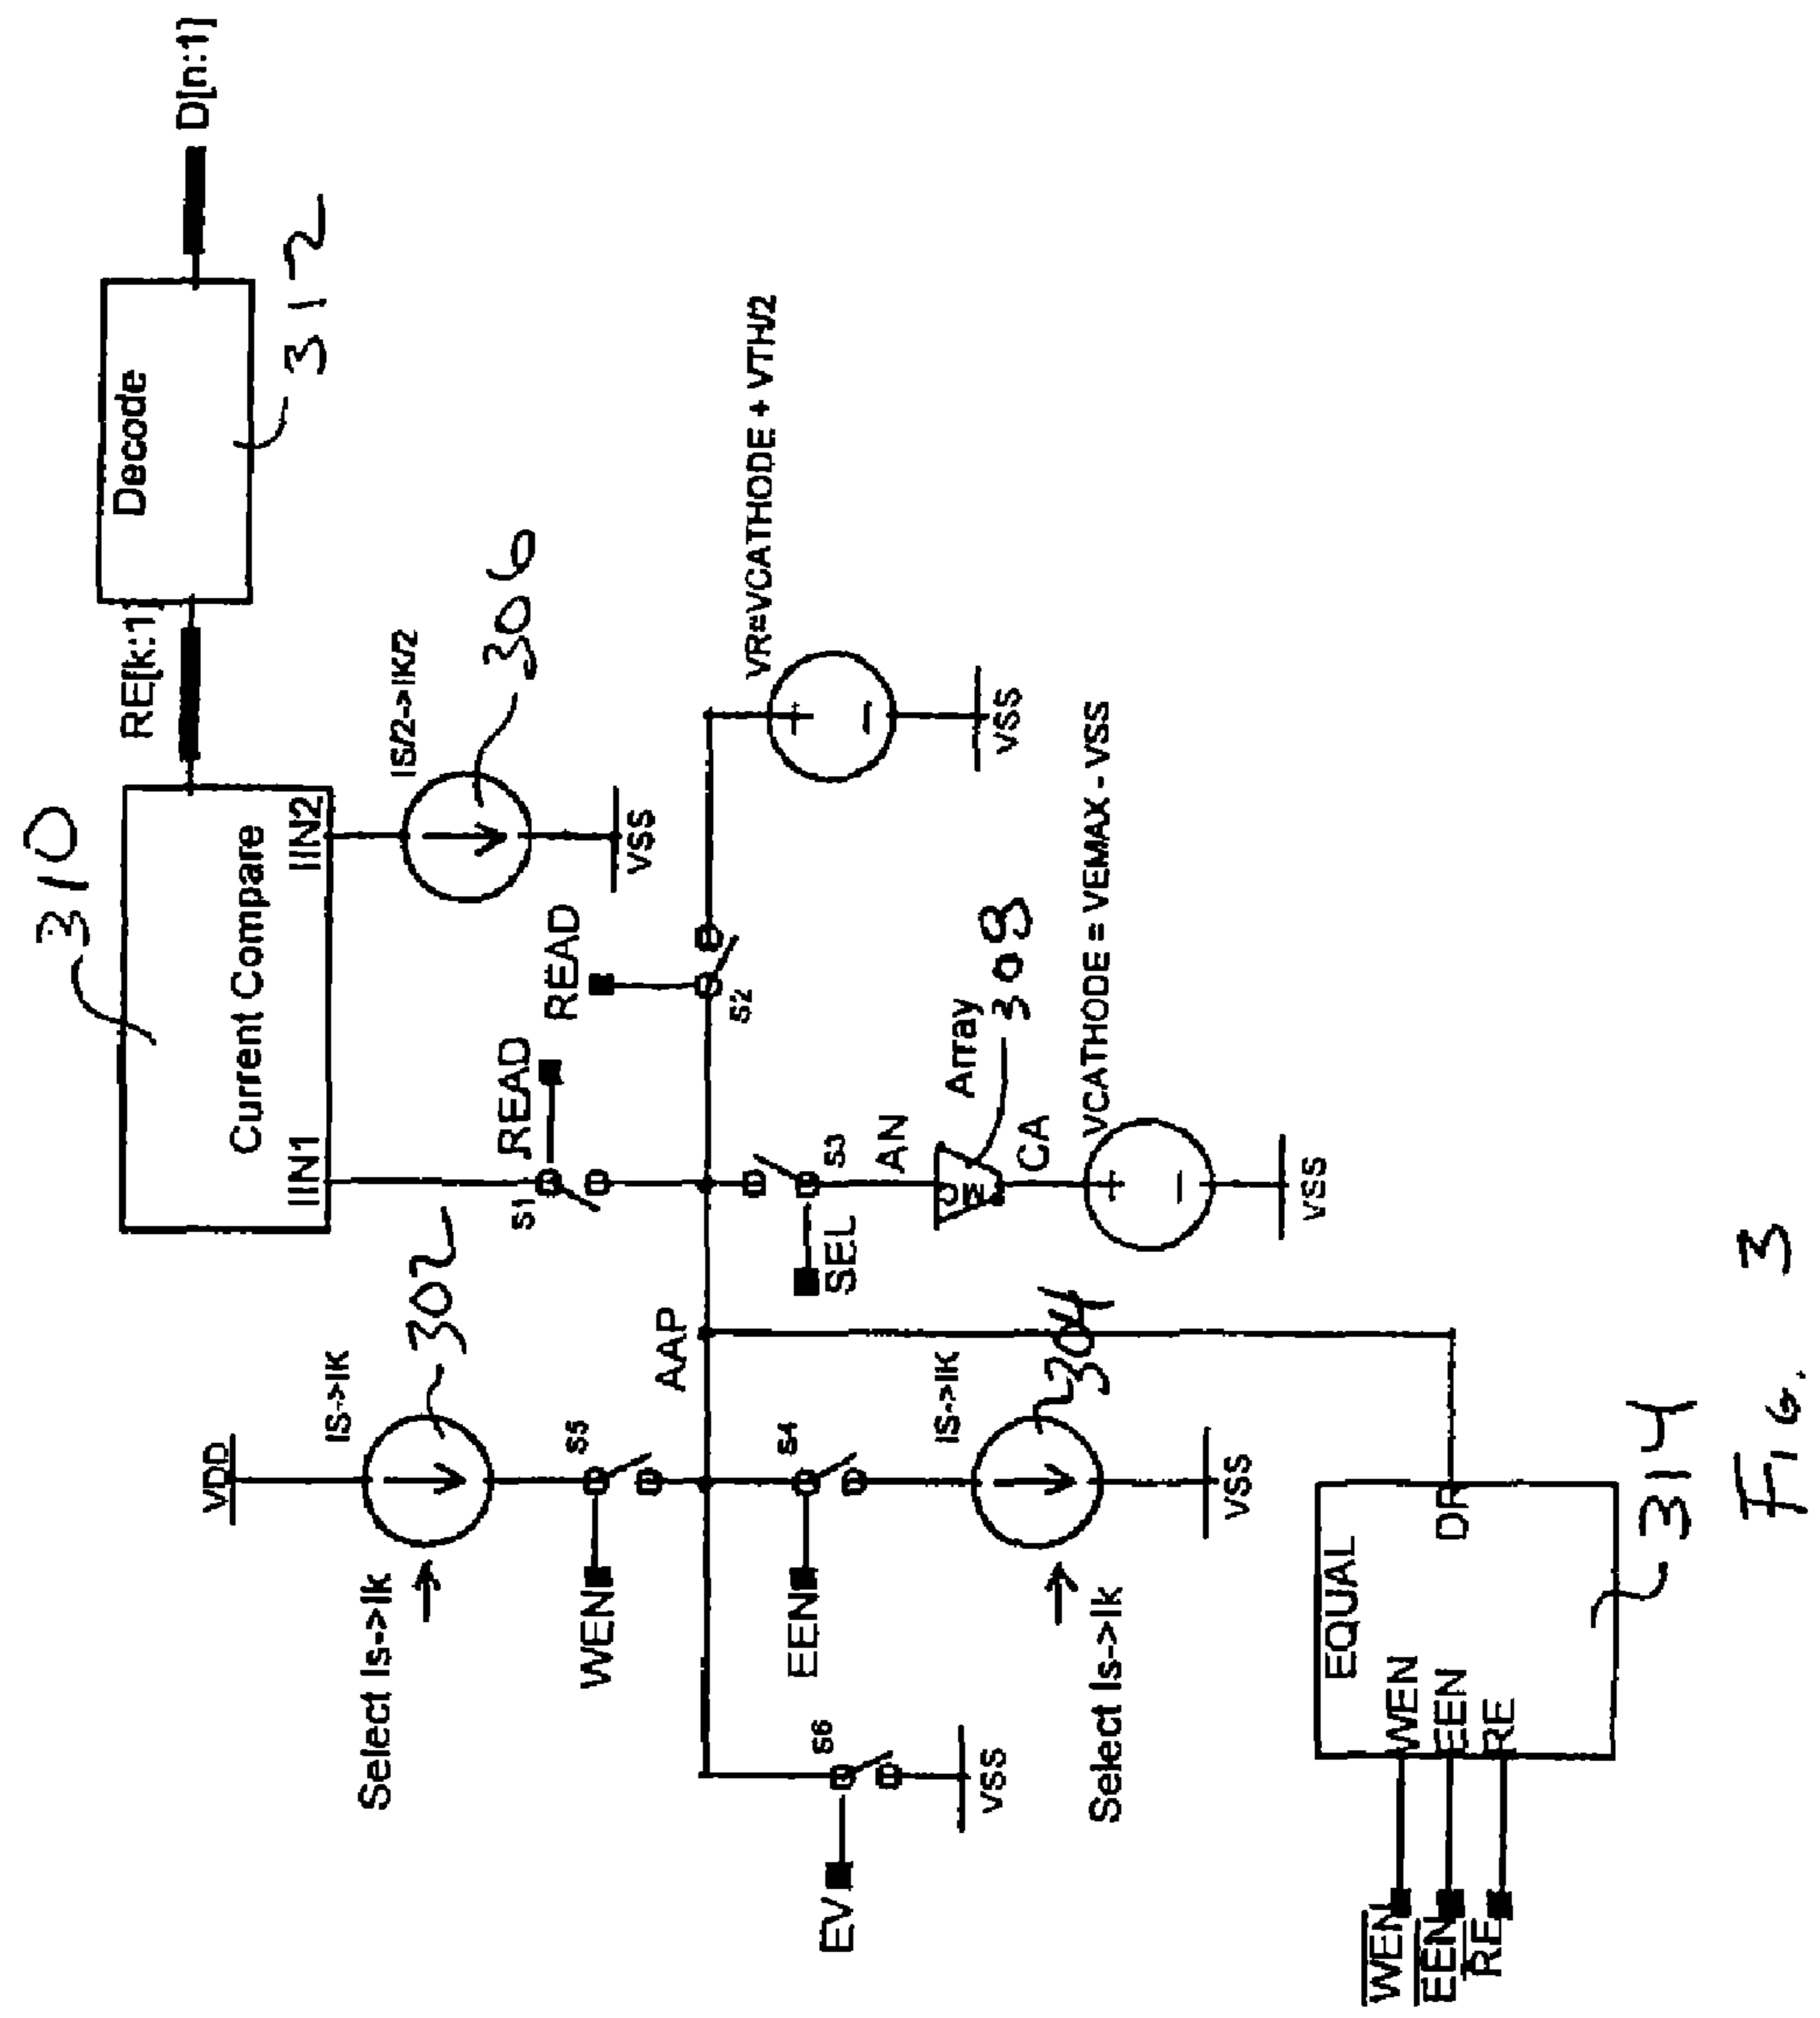 310
Current Compare
IIN1
IIN2
RE[k:1]
Decode
312
D[n:1]
VDD
IS->IK
302
Select Is->Ik
IS/2->IK/2
306
VSS
S1
READ
READ
S2
VR=VCATHODE + VTH/2
VSS
WEN
S5
AAP
SEL
S3
AN
Array
308
CA
VCATHODE = VEMAX - VSS
VSS
EEN
S4
IS->IK
304
Select Is->Ik
VSS
EV
S6
VSS
EQUAL
WEN
EEN
RE
WEN
EEN
RE
314
Fig. 3